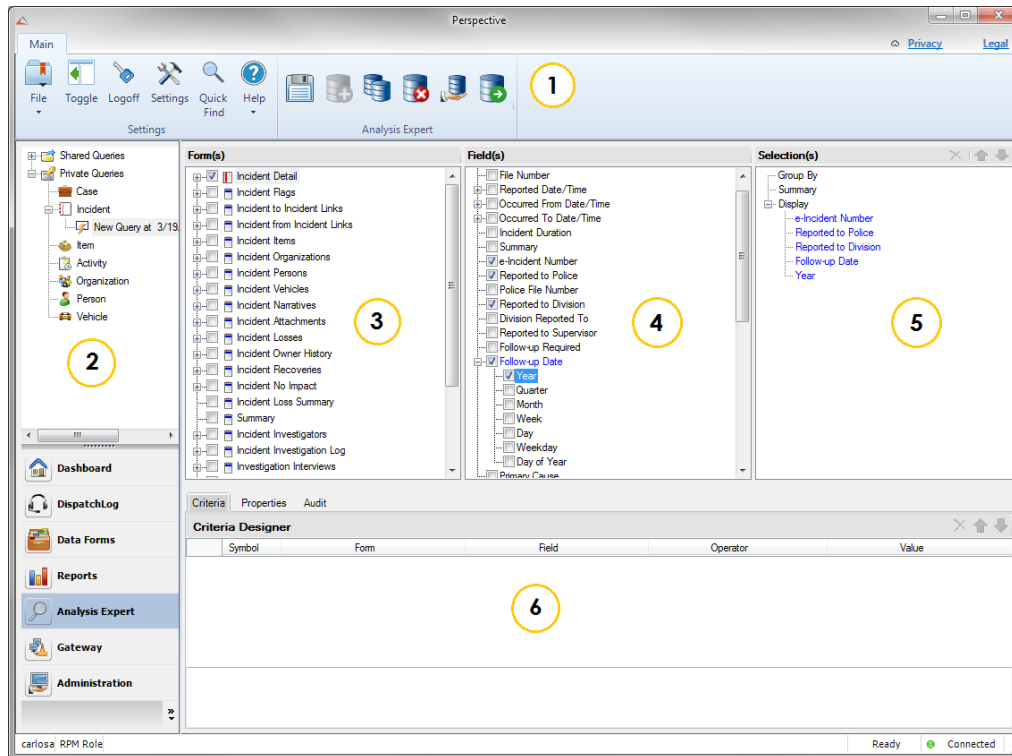 Perspective
Main
Privacy
Legal
File
Toggle
Logoff
Settings
Quick Find
Help
1
Settings
Analysis Expert
Shared Queries
Private Queries
Case
Incident
New Query at 3/19.
Item
Activity
Organization
Person
Vehicle
2
Form(s)
Incident Detail
Incident Flags
Incident to Incident Links
Incident from Incident Links
Incident Items
Incident Organizations
Incident Persons
Incident Vehicles
Incident Narratives
Incident Attachments
Incident Losses
Incident Owner History
Incident Recoveries
Incident No Impact
Incident Loss Summary
Summary
Incident Investigators
Incident Investigation Log
Investigation Interviews
3
Field(s)
File Number
Reported Date/Time
Occurred From Date/Time
Occurred To Date/Time
Incident Duration
Summary
e-Incident Number
Reported to Police
Police File Number
Reported to Division
Division Reported To
Reported to Supervisor
Follow-up Required
Follow-up Date
Year
Quarter
Month
Week
Day
Weekday
Day of Year
Primary Cause
4
Selection(s)
Group By
Summary
Display
e-Incident Number
Reported to Police
Reported to Division
Follow-up Date
Year
5
Dashboard
DispatchLog
Data Forms
Reports
Analysis Expert
Gateway
Administration
Criteria
Properties
Audit
Criteria Designer
Symbol
Form
Field
Operator
Value
6
carlosa
RPM Role
Ready
Connected